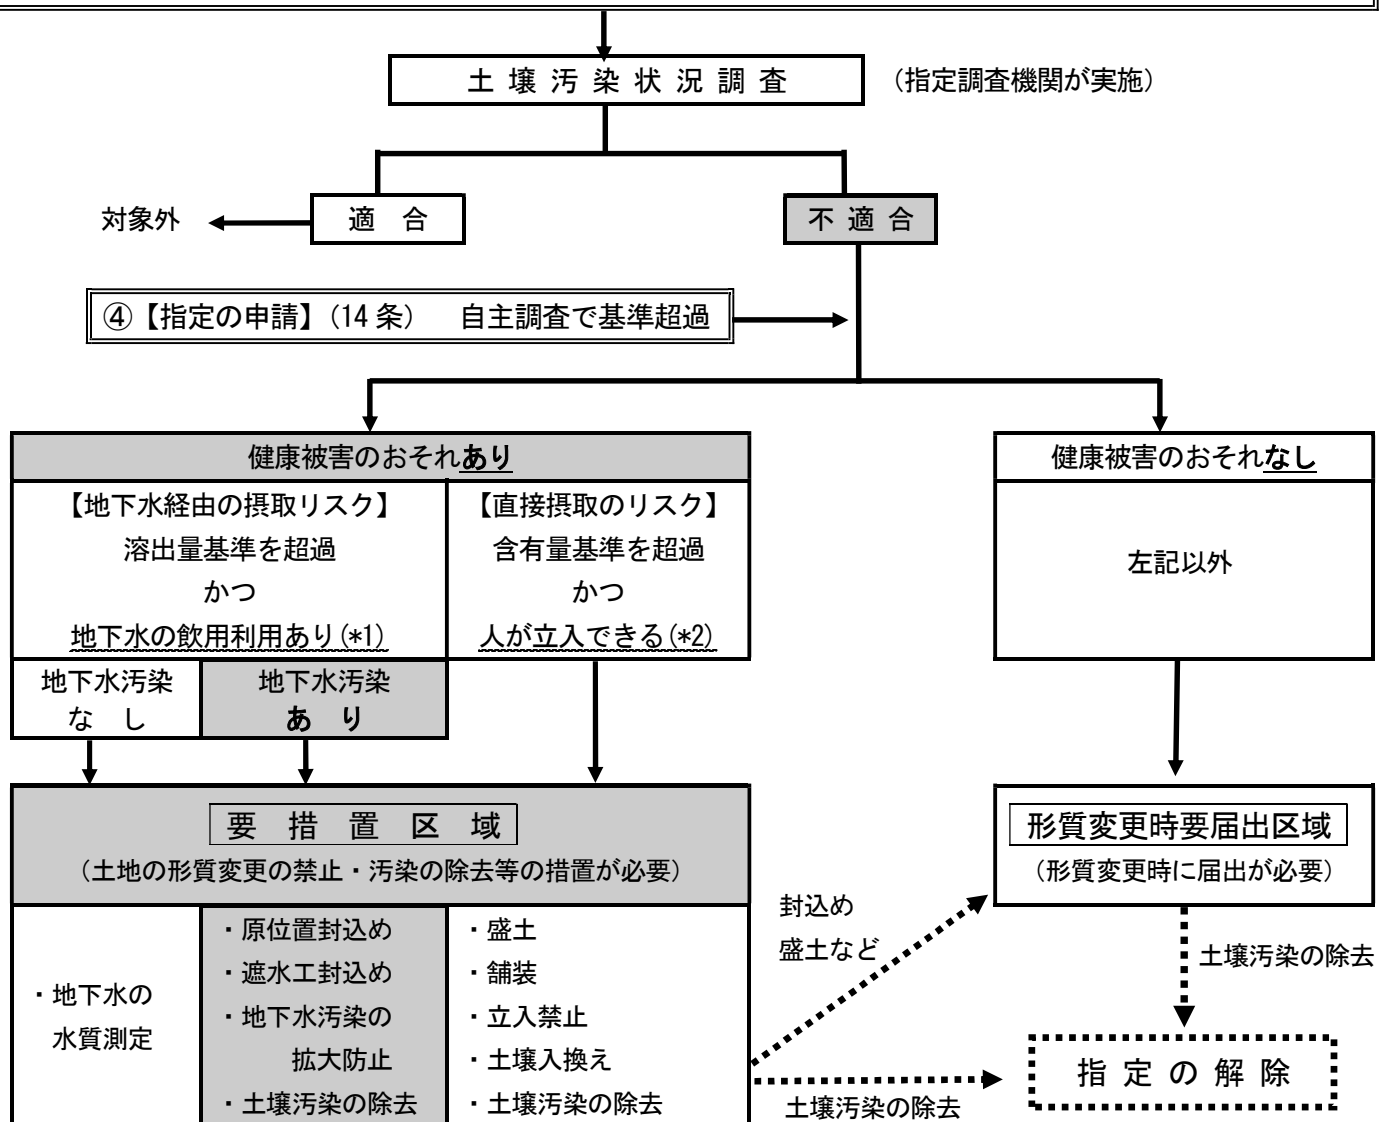 土壌汚染状況調査
(指定調査機関が実施)
対象外
適 合
不適合
④【指定の申請】(14条) 自主調査で基準超過
健康被害のおそれあり
【地下水経由の摂取リスク】
溶出量基準を超過
かつ
地下水の飲用利用あり(*1)
【直接摂取のリスク】
含有量基準を超過
かつ
人が立入できる(*2)
健康被害のおそれなし
左記以外
地下水汚染
な し
地下水汚染
あ り
要措置区域
(土地の形質変更の禁止・汚染の除去等の措置が必要)
・地下水の
水質測定
・原位置封込め
・遮水工封込め
・地下水汚染の
拡大防止
・土壌汚染の除去
・盛土
・舗装
・立入禁止
・土壌入換え
・土壌汚染の除去
封込め
盛土など
土壌汚染の除去
形質変更時要届出区域
(形質変更時に届出が必要)
土壌汚染の除去
指定の解除